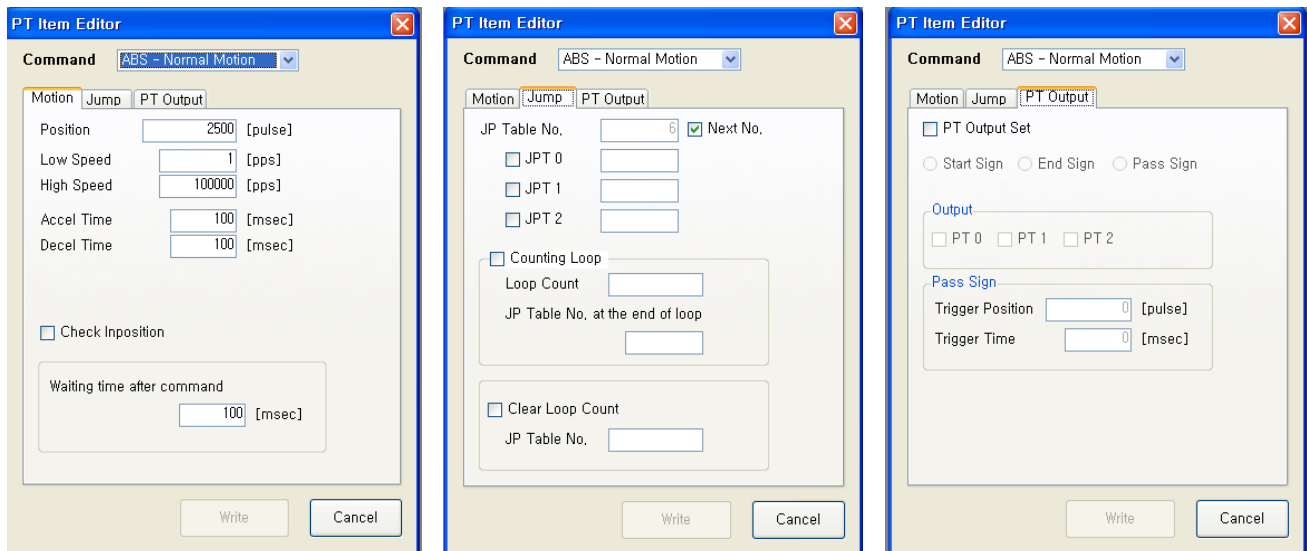 PT Item Editor
Command ABS - Normal Motion
Motion Jump PT Output
Position 2500 [pulse]
Low Speed 1 [pps]
High Speed 100000 [pps]
Accel Time 100 [msec]
Decel Time 100 [msec]
Check Inposition
Waiting time after command
100 [msec]
Write Cancel
PT Item Editor
Command ABS - Normal Motion
Motion Jump PT Output
JP Table No. 6 Next No.
JPT 0
JPT 1
JPT 2
Counting Loop
Loop Count
JP Table No. at the end of loop
Clear Loop Count
JP Table No.
Write Cancel
PT Item Editor
Command ABS - Normal Motion
Motion Jump PT Output
PT Output Set
Start Sign End Sign Pass Sign
Output
PT 0 PT 1 PT 2
Pass Sign
Trigger Position 0 [pulse]
Trigger Time 0 [msec]
Write Cancel